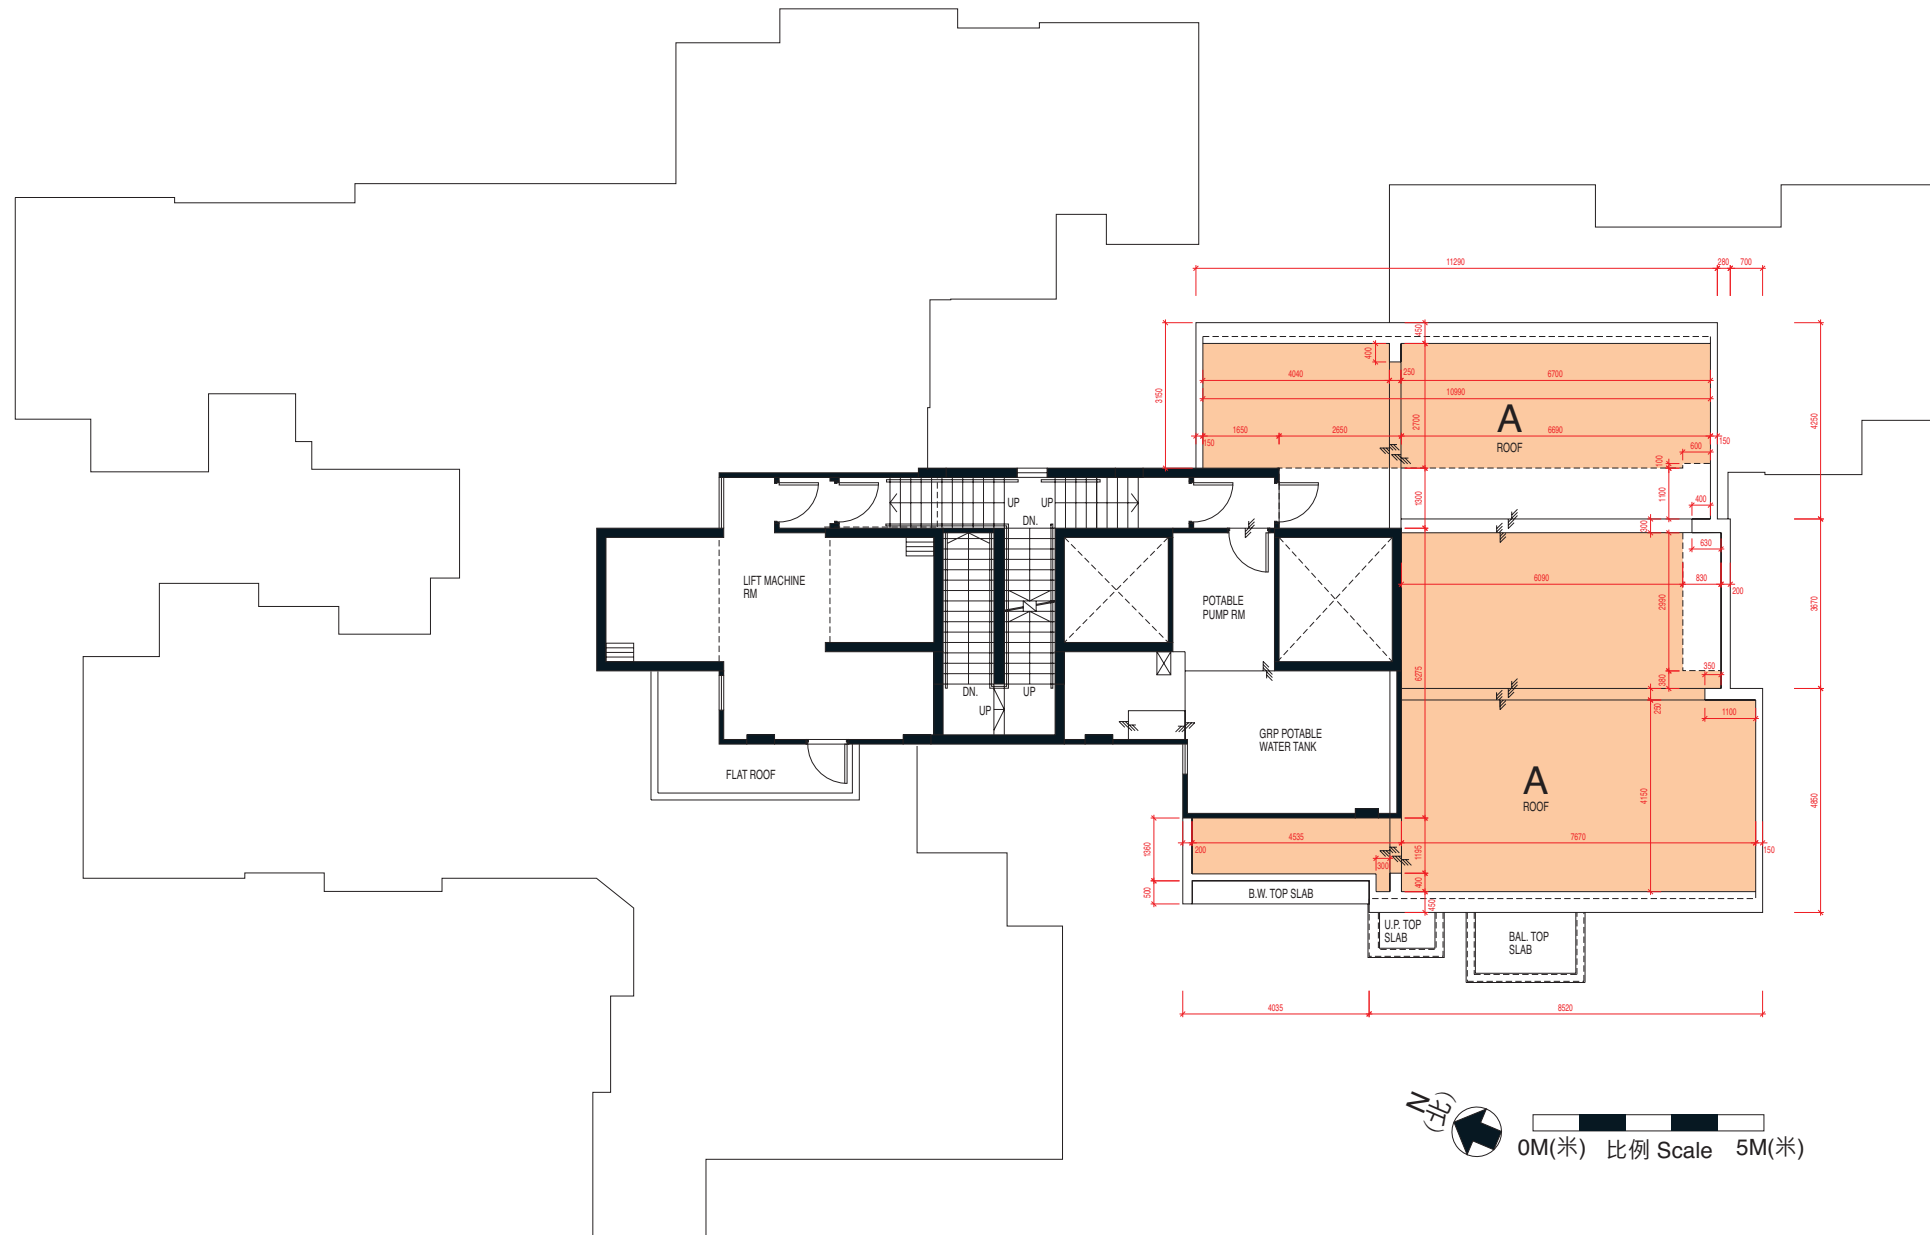 11290
280
700
450
400
4040
250
6700
10990
3150
4250
A
ROOF
1650
2650
2700
6690
150
150
600
100
1100
1300
400
300
UP
UP
DN.
630
LIFT MACHINE
RM
POTABLE
PUMP RM
6090
830
200
2990
3670
350
380
6275
DN.
UP
UP
250
1100
GRP POTABLE
WATER TANK
FLAT ROOF
A
ROOF
4150
4850
1360
4535
7670
200
150
1195
300
400
500
B.W. TOP SLAB
450
U.P. TOP
SLAB
BAL. TOP
SLAB
4035
8520
N(北)
0M(米) 比例 Scale 5M(米)